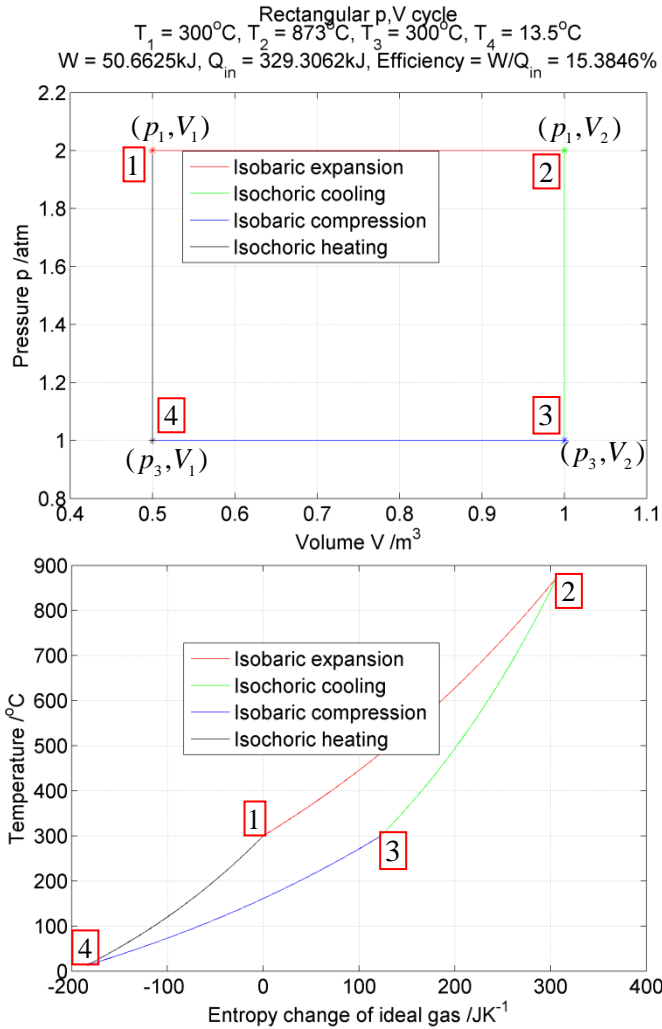 Rectangular p,V cycle
T₁ = 300°C, T₂ = 873°C, T₃ = 300°C, T₄ = 13.5°C
W = 50.6625kJ, Qᵢₙ = 329.3062kJ, Efficiency = W/Qᵢₙ = 15.3846%
2.2
2
1.8
1.6
1.4
1.2
1
0.8
Pressure p /atm
(p₁,V₁)
(p₁,V₂)
1
2
Isobaric expansion
Isochoric cooling
Isobaric compression
Isochoric heating
4
3
(p₃,V₁)
(p₃,V₂)
0.4 0.5 0.6 0.7 0.8 0.9 1 1.1
Volume V /m³
900
800
700
600
500
400
300
200
100
0
Temperature /°C
2
Isobaric expansion
Isochoric cooling
Isobaric compression
Isochoric heating
1
3
4
-200 -100 0 100 200 300 400
Entropy change of ideal gas /JK⁻¹